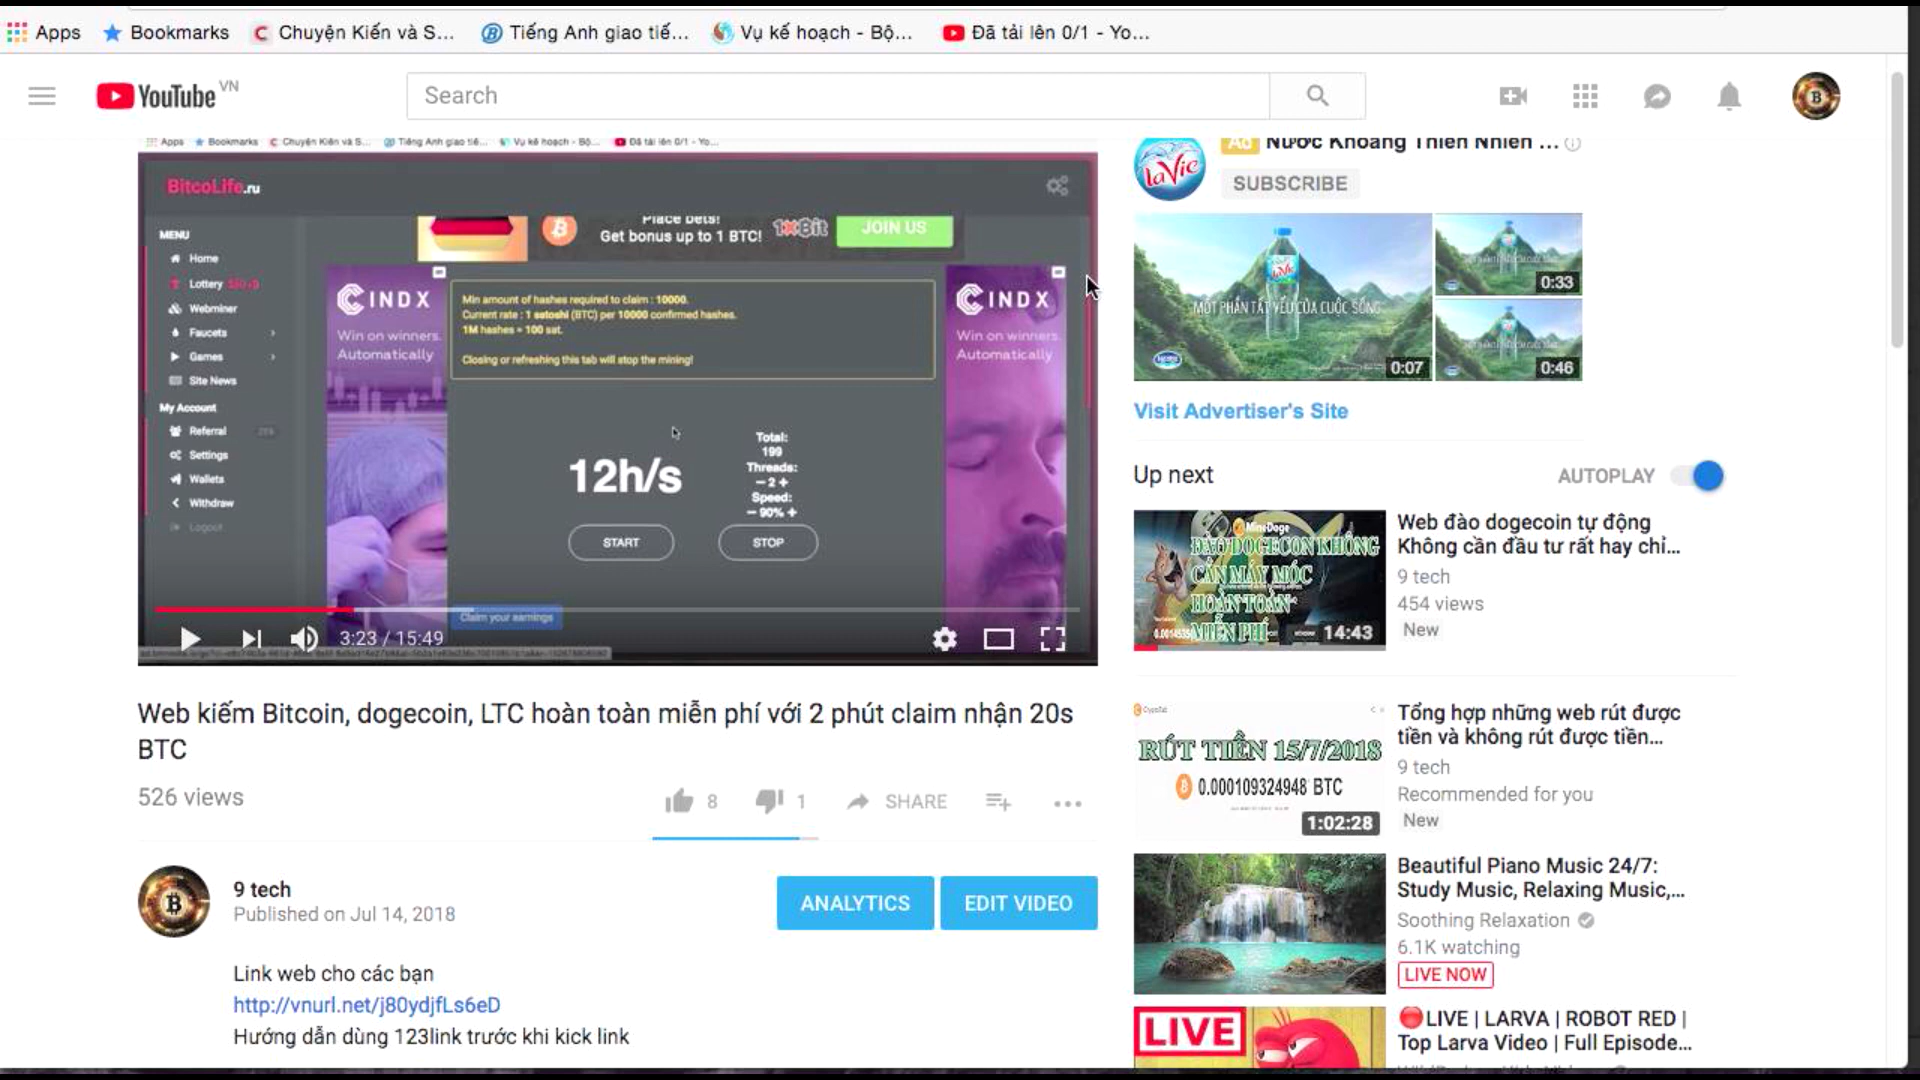 Apps Bookmarks Chuyện Kiến và S... Tiếng Anh giao tiế... Vụ kế hoạch - Bộ... Đã tải lên 0/1 - Yo...
YouTube VN
Search
Apps Bookmarks Chuyện Kiến và S... Tiếng Anh giao tiế... Vụ kế hoạch - Bộ... Đã tải lên 0/1 - Yo...
BitcoLife.ru
Place bets!
Get bonus up to 1 BTC! 1xBit JOIN US
MENU
Home
Lottery
Webminer
Faucets
Games
Site News
My Account
Referral
Settings
Wallets
Withdraw
Logout
CINDX
Win on winners.
Automatically
Min amount of hashes required to claim : 10000.
Current rate : 1 satoshi (BTC) per 10000 confirmed hashes.
1M hashes = 100 sat.
Closing or refreshing this tab will stop the mining!
12h/s
Total:
199
Threads:
− 2 +
Speed:
− 90% +
START STOP
CINDX
Win on winners.
Automatically
Claim your earnings
3:23 / 15:49
Web kiếm Bitcoin, dogecoin, LTC hoàn toàn miễn phí với 2 phút claim nhận 20s
BTC
526 views
8 1 SHARE
9 tech
Published on Jul 14, 2018
ANALYTICS EDIT VIDEO
Link web cho các bạn
http://vnurl.net/j80ydjfLs6eD
Hướng dẫn dùng 123link trước khi kick link
LaVie
Ad Nước Khoáng Thiên Nhiên ...
SUBSCRIBE
MỘT PHẦN TẤT YẾU CỦA CUỘC SỐNG
0:07
0:33
0:46
Visit Advertiser's Site
Up next AUTOPLAY
MineDoge
ĐÀO DOGECON KHÔNG
CẦN MÁY MÓC
HOÀN TOÀN
MIỄN PHÍ
14:43
Web đào dogecoin tự động
Không cần đầu tư rất hay chỉ...
9 tech
454 views
New
CryptoTab
RÚT TIỀN 15/7/2018
0.000109324948 BTC
1:02:28
Tổng hợp những web rút được
tiền và không rút được tiền...
9 tech
Recommended for you
New
Beautiful Piano Music 24/7:
Study Music, Relaxing Music,...
Soothing Relaxation
6.1K watching
LIVE NOW
LIVE
LIVE | LARVA | ROBOT RED |
Top Larva Video | Full Episode...